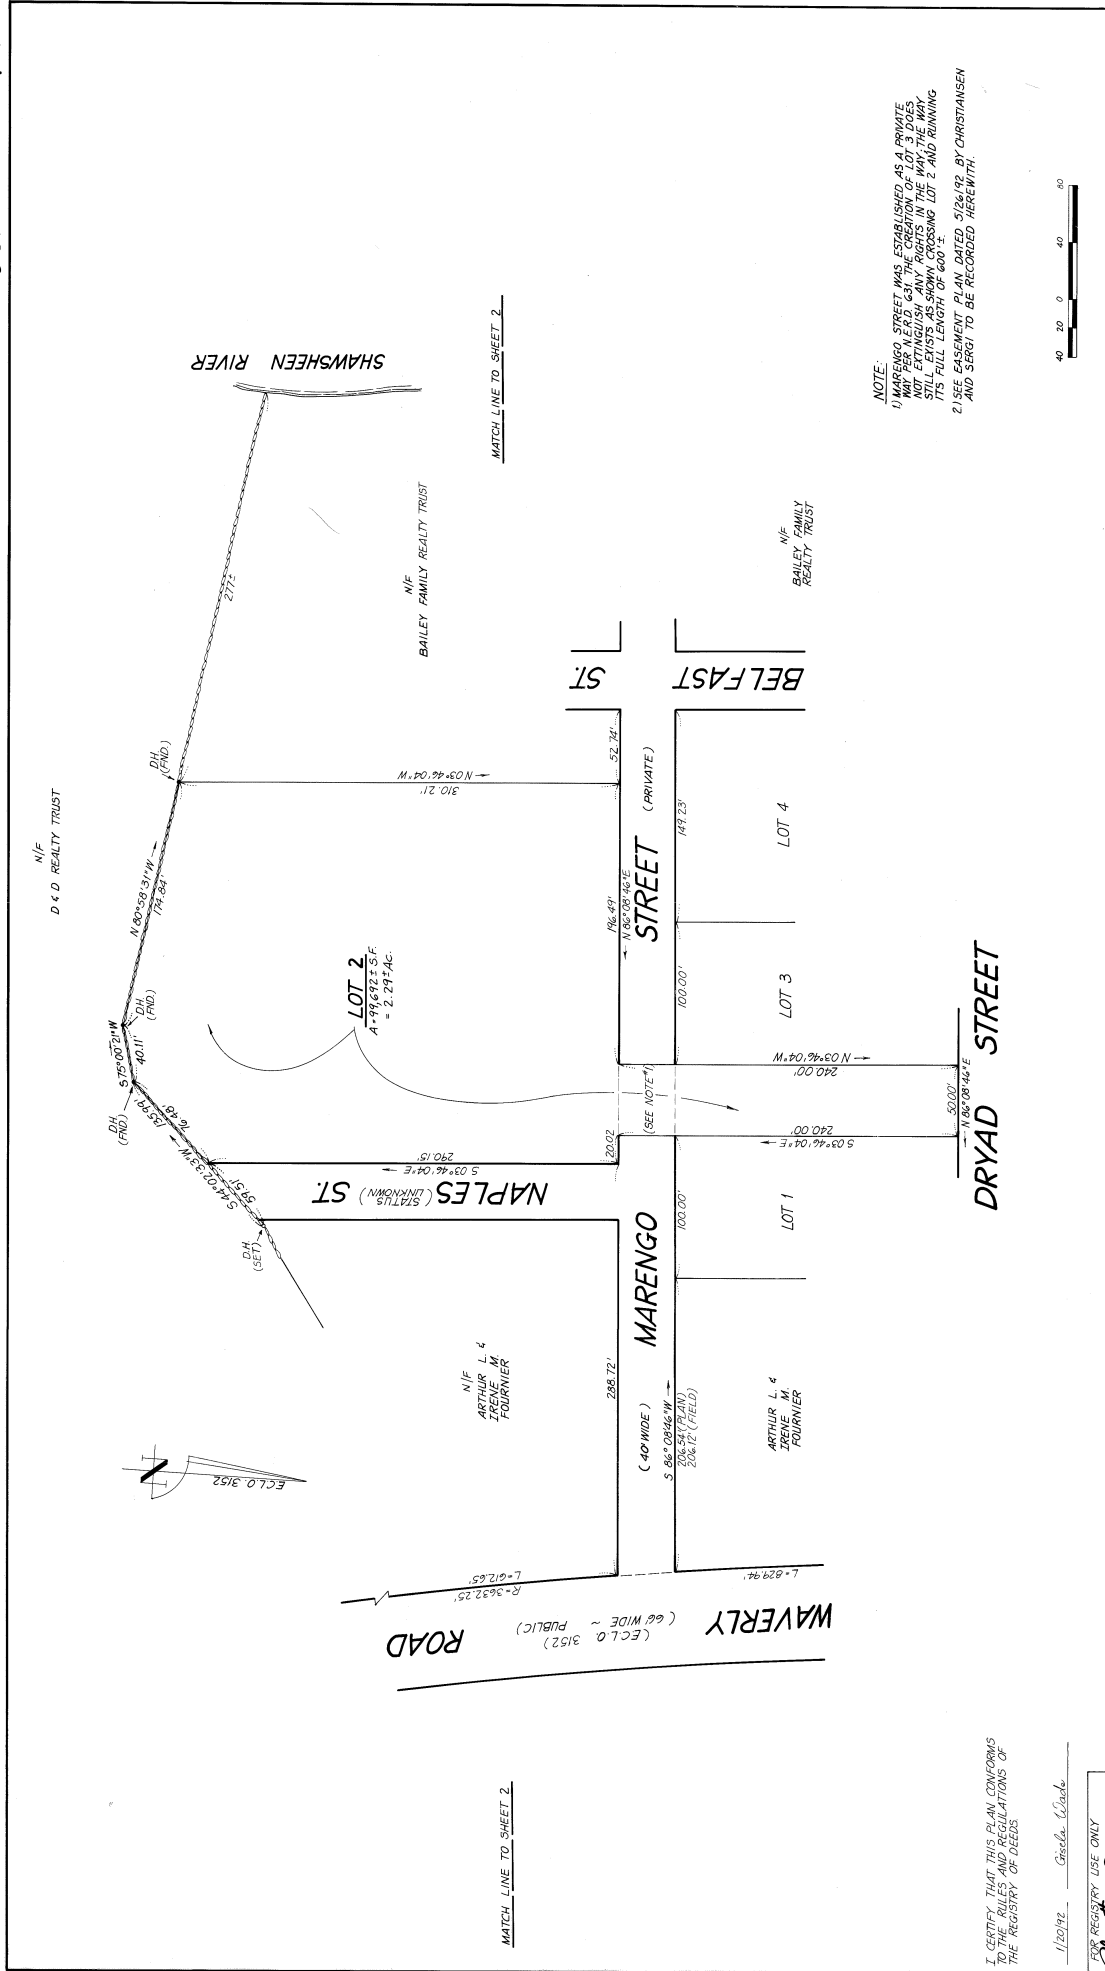 N/F
D & D REALTY TRUST
SHAWSHEEN RIVER
277±
N/F
BAILEY FAMILY REALTY TRUST
MATCH LINE TO SHEET 2
D.H.
(FND.)
N 80°58'31"W
174.84'
D.H.
(FND.)
S 75°00'21"W
40.11'
D.H.
(FND.)
135.99'
76.48'
S 44°02'33"W
59.51'
D.H.
(SET)
N 03°46'04"W
310.21'
LOT 2
A=99,692± S.F.
= 2.29± Ac.
290.15'
S 03°46'04"E
NAPLES ST.
(STATUS
UNKNOWN)
N
E.C.L.O. 3152
N/F
ARTHUR L. &
IRENE M.
FOURNIER
288.72'
20.02
196.49'
N 86°08'46"E
52.74'
BELFAST ST.
MARENGO STREET
(40' WIDE)
(PRIVATE)
(SEE NOTE #1)
S 86°08'46"W
206.54' (PLAN)
206.12' (FIELD)
100.00'
100.00'
149.23'
ARTHUR L. &
IRENE M.
FOURNIER
LOT 1
LOT 3
LOT 4
N/F
BAILEY FAMILY
REALTY TRUST
240.00'
S 03°46'04"E
N 03°46'04"W
240.00'
50.00'
N 86°08'46"E
DRYAD STREET
WAVERLY ROAD
(E.C.L.O. 3152)
(66' WIDE ~ PUBLIC)
R=3632.25'
L=612.65'
L=829.94'
MATCH LINE TO SHEET 2
NOTE:
1.) MARENGO STREET WAS ESTABLISHED AS A PRIVATE
WAY PER N.E.R.D. 631. THE CREATION OF LOT 3 DOES
NOT EXTINGUISH ANY RIGHTS IN THE WAY. THE WAY
STILL EXISTS AS SHOWN CROSSING LOT 2 AND RUNNING
ITS FULL LENGTH OF 600'±.
2.) SEE EASEMENT PLAN DATED 5/26/92 BY CHRISTIANSEN
AND SERGI TO BE RECORDED HEREWITH.
40 20 0 40 80
I CERTIFY THAT THIS PLAN CONFORMS
TO THE RULES AND REGULATIONS OF
THE REGISTRY OF DEEDS.
1/20/92 Gisela Wade
FOR REGISTRY USE ONLY